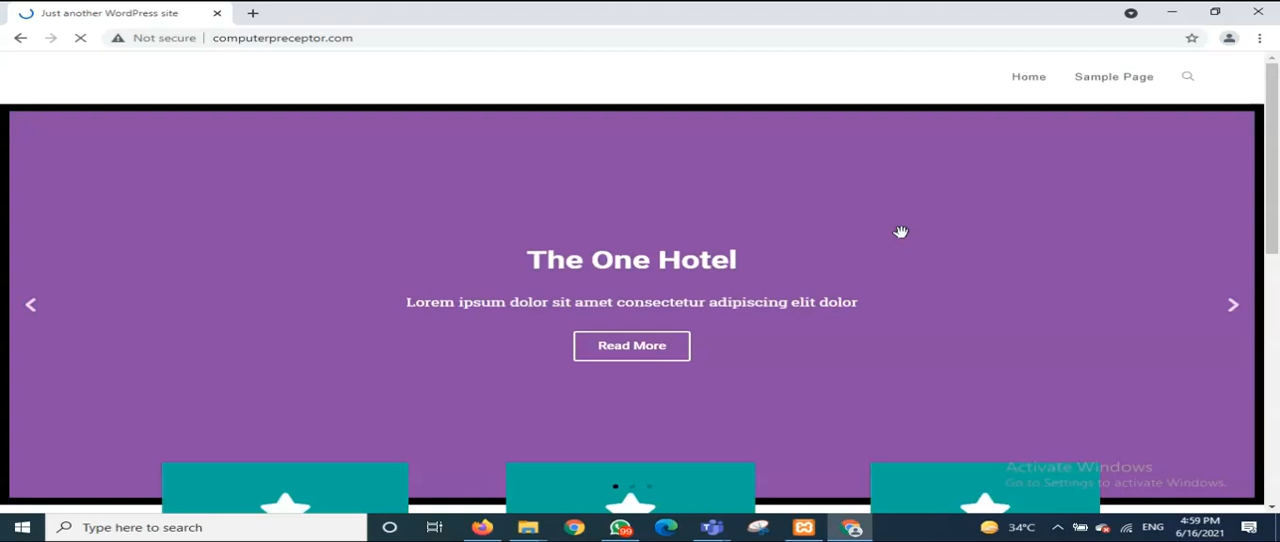 Just another WordPress site
Not secure computerpreceptor.com
Home Sample Page
The One Hotel
Lorem ipsum dolor sit amet consectetur adipiscing elit dolor
Read More
Activate Windows
Go to Settings to activate Windows.
Type here to search
99
34°C
ENG
4:59 PM
6/16/2021